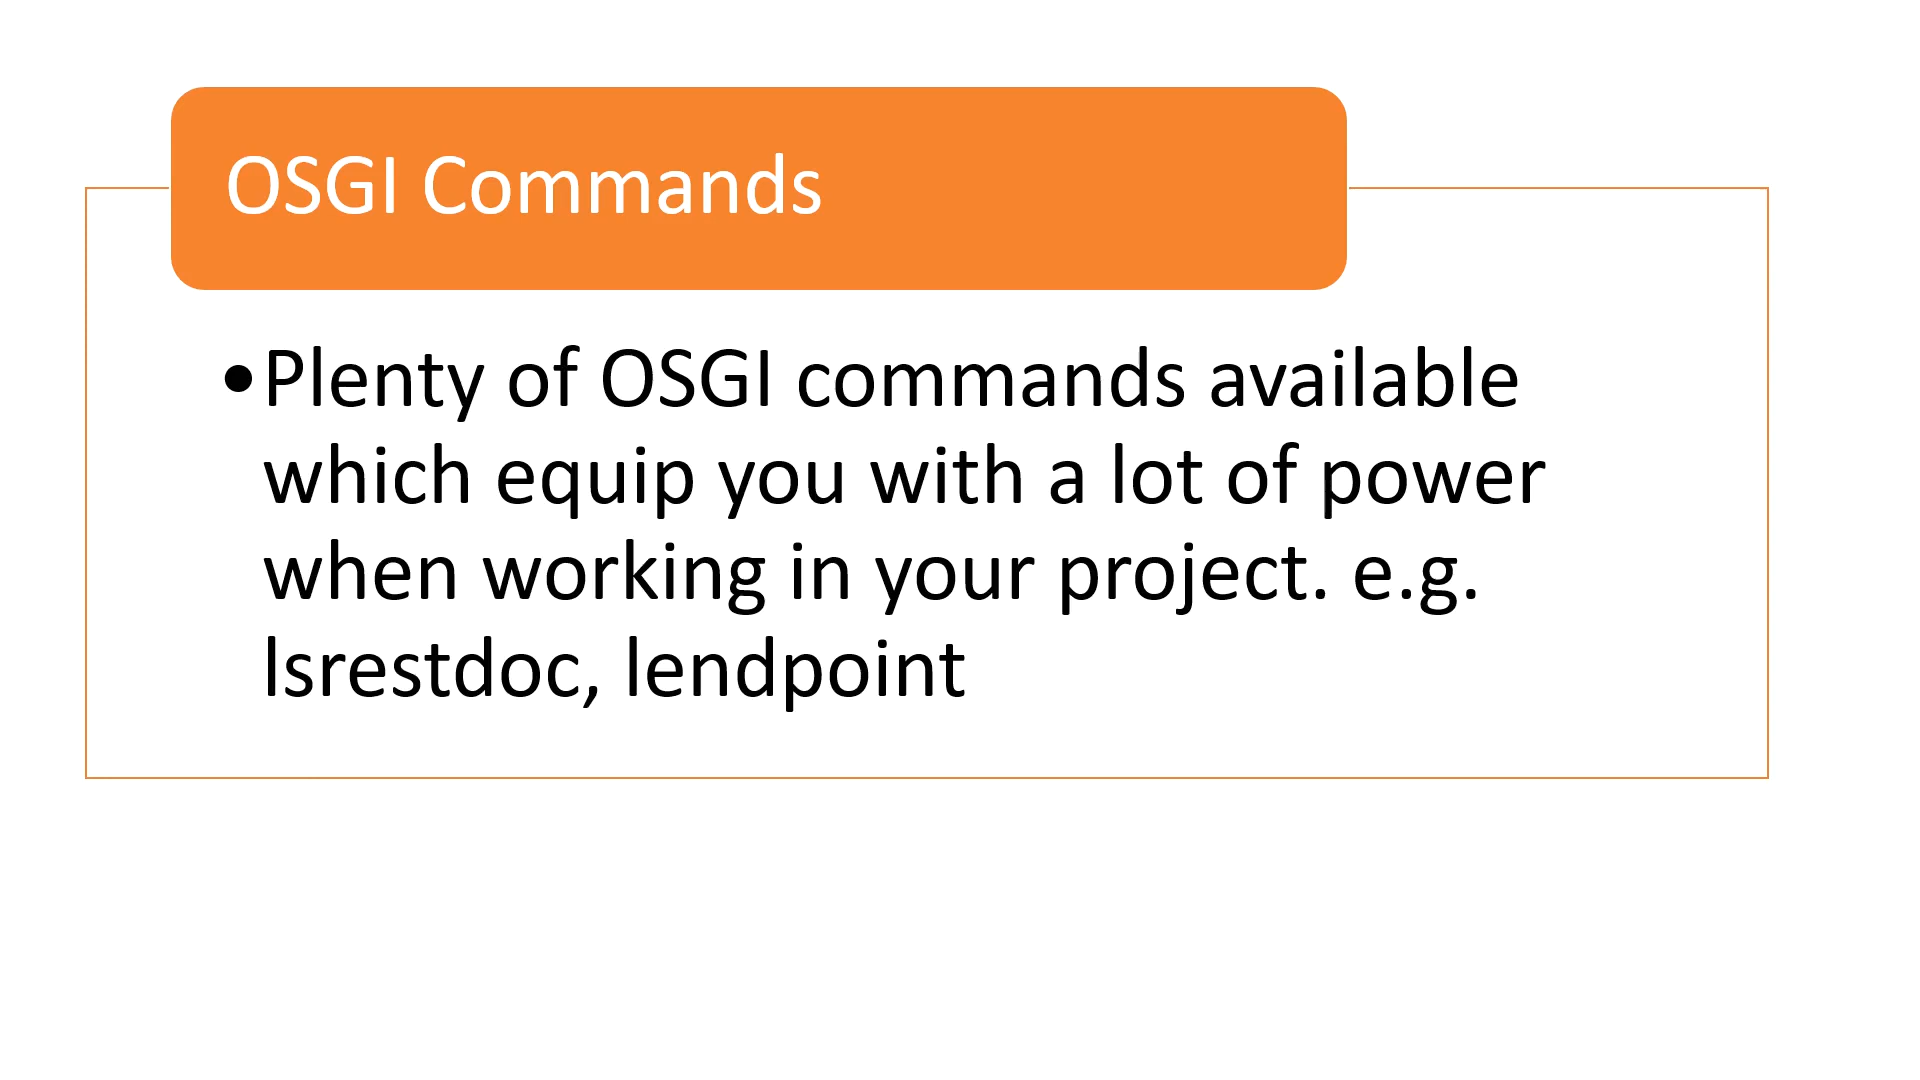 OSGI Commands
•Plenty of OSGI commands available
which equip you with a lot of power
when working in your project. e.g.
lsrestdoc, lendpoint